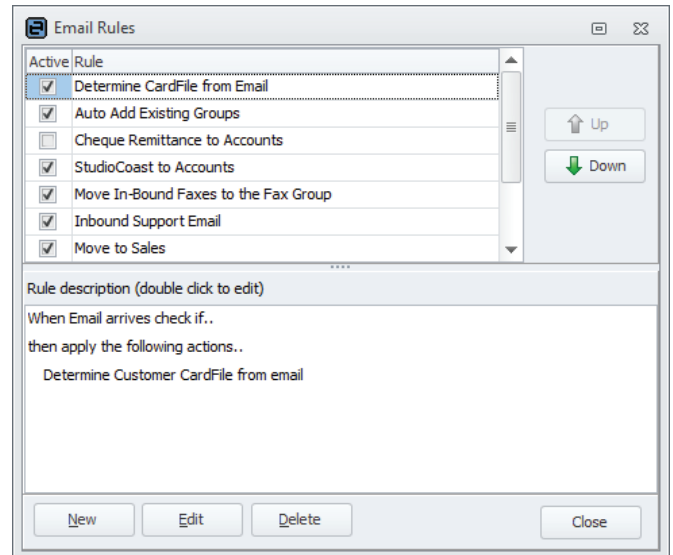 Email Rules
Active Rule
Determine CardFile from Email
Auto Add Existing Groups
Cheque Remittance to Accounts
StudioCoast to Accounts
Move In-Bound Faxes to the Fax Group
Inbound Support Email
Move to Sales
Up
Down
Rule description (double click to edit)
When Email arrives check if..
then apply the following actions..
Determine Customer CardFile from email
New Edit Delete Close